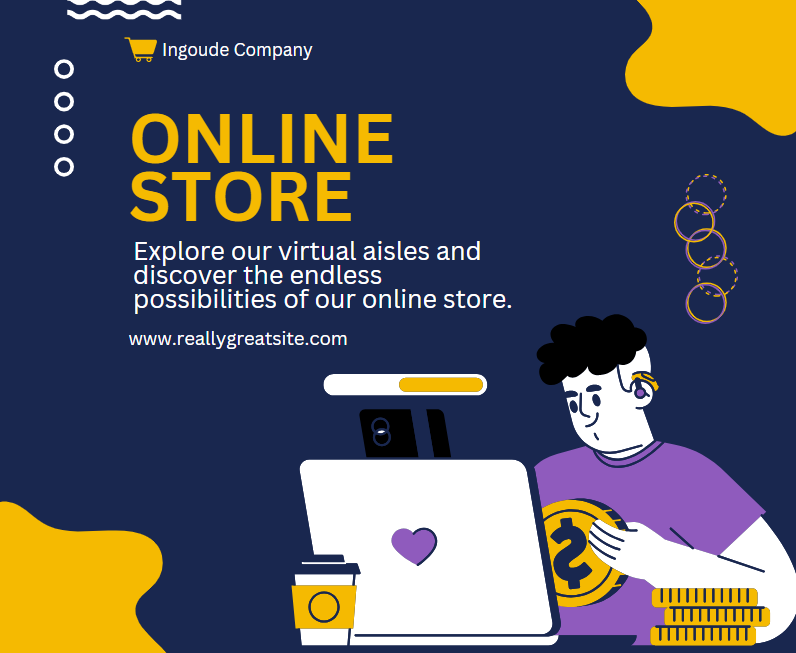 Ingoude Company
ONLINE
STORE
Explore our virtual aisles and
discover the endless
possibilities of our online store.
www.reallygreatsite.com
$